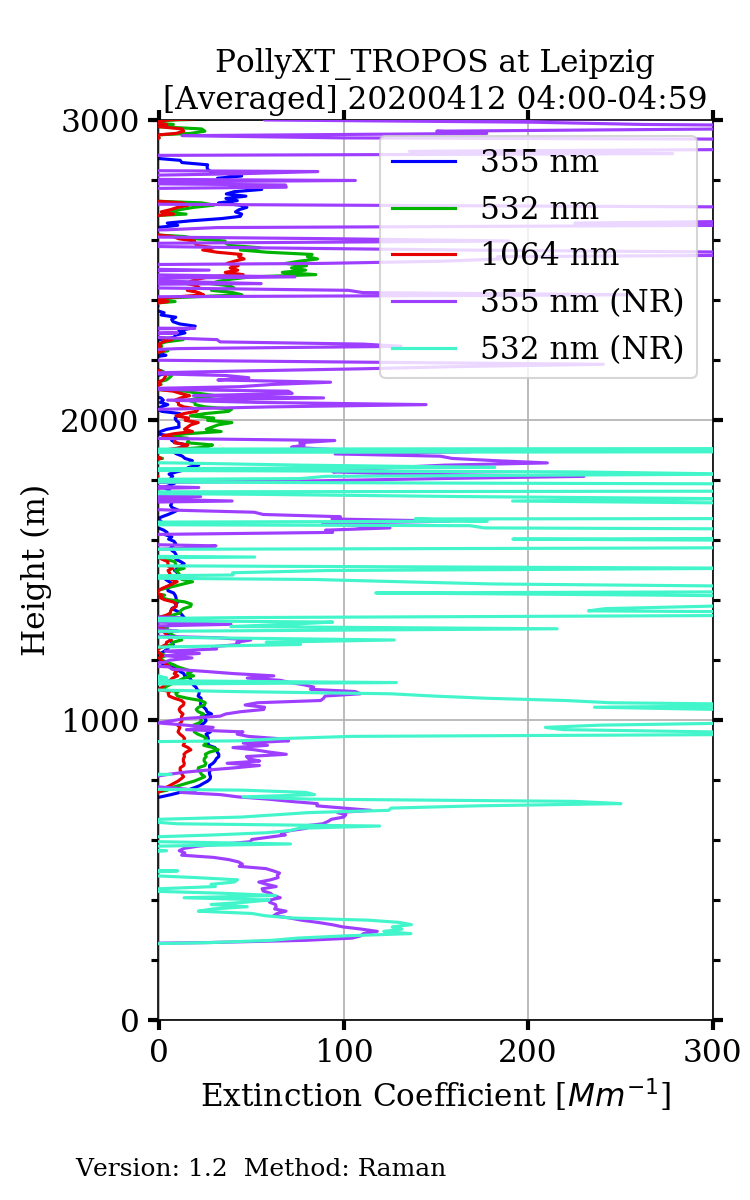 PollyXT_TROPOS at Leipzig
[Averaged] 20200412 04:00-04:59
3000
355 nm
532 nm
1064 nm
355 nm (NR)
532 nm (NR)
2000
Height (m)
1000
0
0 100 200 300
Extinction Coefficient [Mm⁻¹]
Version: 1.2 Method: Raman